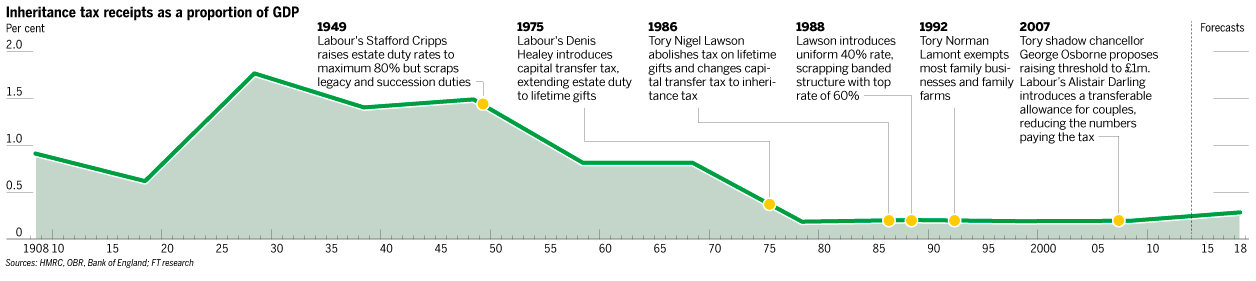 Inheritance tax receipts as a proportion of GDP
Per cent
2.0
1.5
1.0
0.5
0
1949
Labour's Stafford Cripps
raises estate duty rates to
maximum 80% but scraps
legacy and succession duties
1975
Labour's Denis
Healey introduces
capital transfer tax,
extending estate duty
to lifetime gifts
1986
Tory Nigel Lawson
abolishes tax on lifetime
gifts and changes capi-
tal transfer tax to inheri-
tance tax
1988
Lawson introduces
uniform 40% rate,
scrapping banded
structure with top
rate of 60%
1992
Tory Norman
Lamont exempts
most family busi-
nesses and family
farms
2007
Tory shadow chancellor
George Osborne proposes
raising threshold to £1m.
Labour's Alistair Darling
introduces a transferable
allowance for couples,
reducing the numbers
paying the tax
Forecasts
1908 10 15 20 25 30 35 40 45 50 55 60 65 70 75 80 85 90 95 2000 05 10 15 18
Sources: HMRC, OBR, Bank of England; FT research